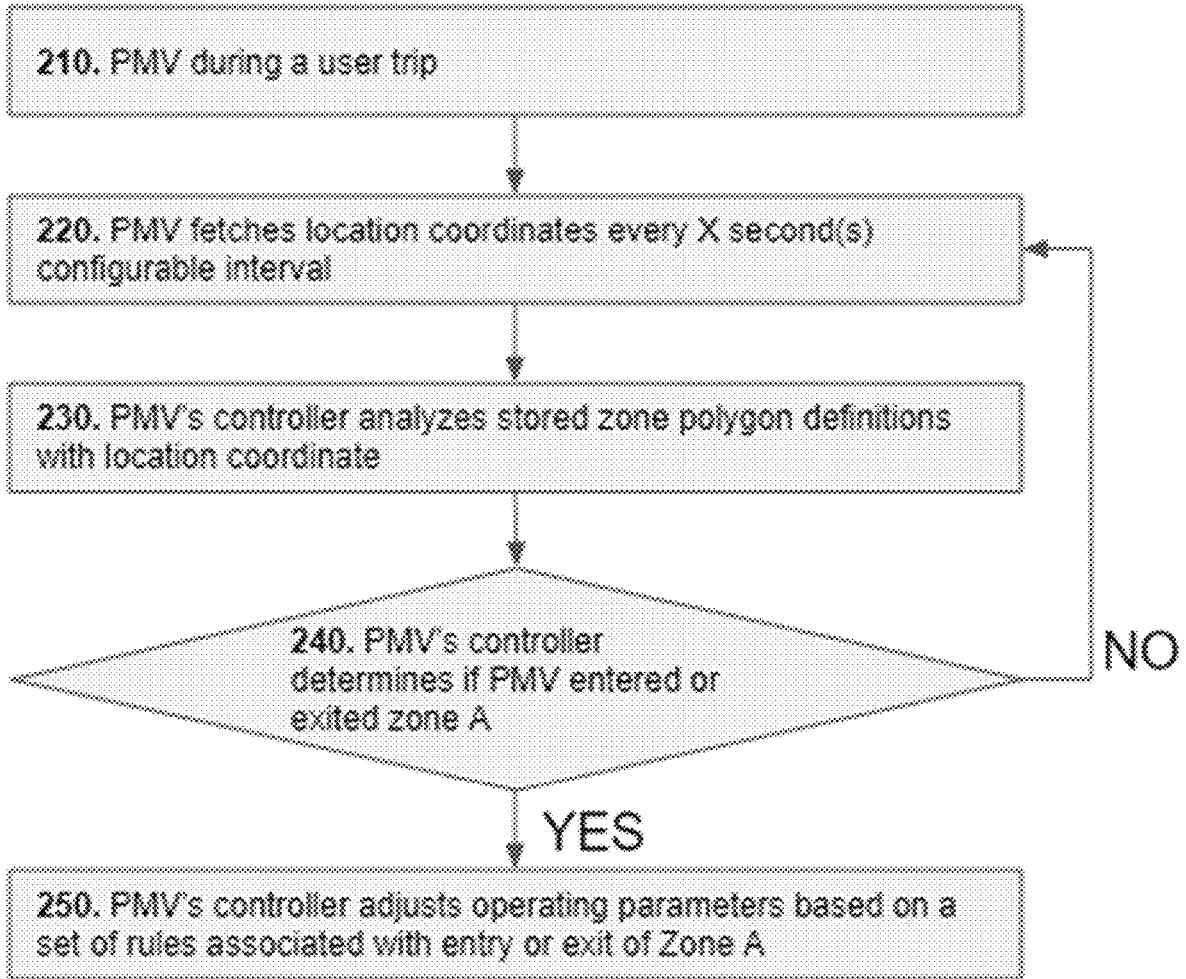 210. PMV during a user trip
220. PMV fetches location coordinates every X second(s)
configurable interval
230. PMV's controller analyzes stored zone polygon definitions
with location coordinate
240. PMV's controller
determines if PMV entered or
exited zone A
NO
YES
250. PMV's controller adjusts operating parameters based on a
set of rules associated with entry or exit of Zone A